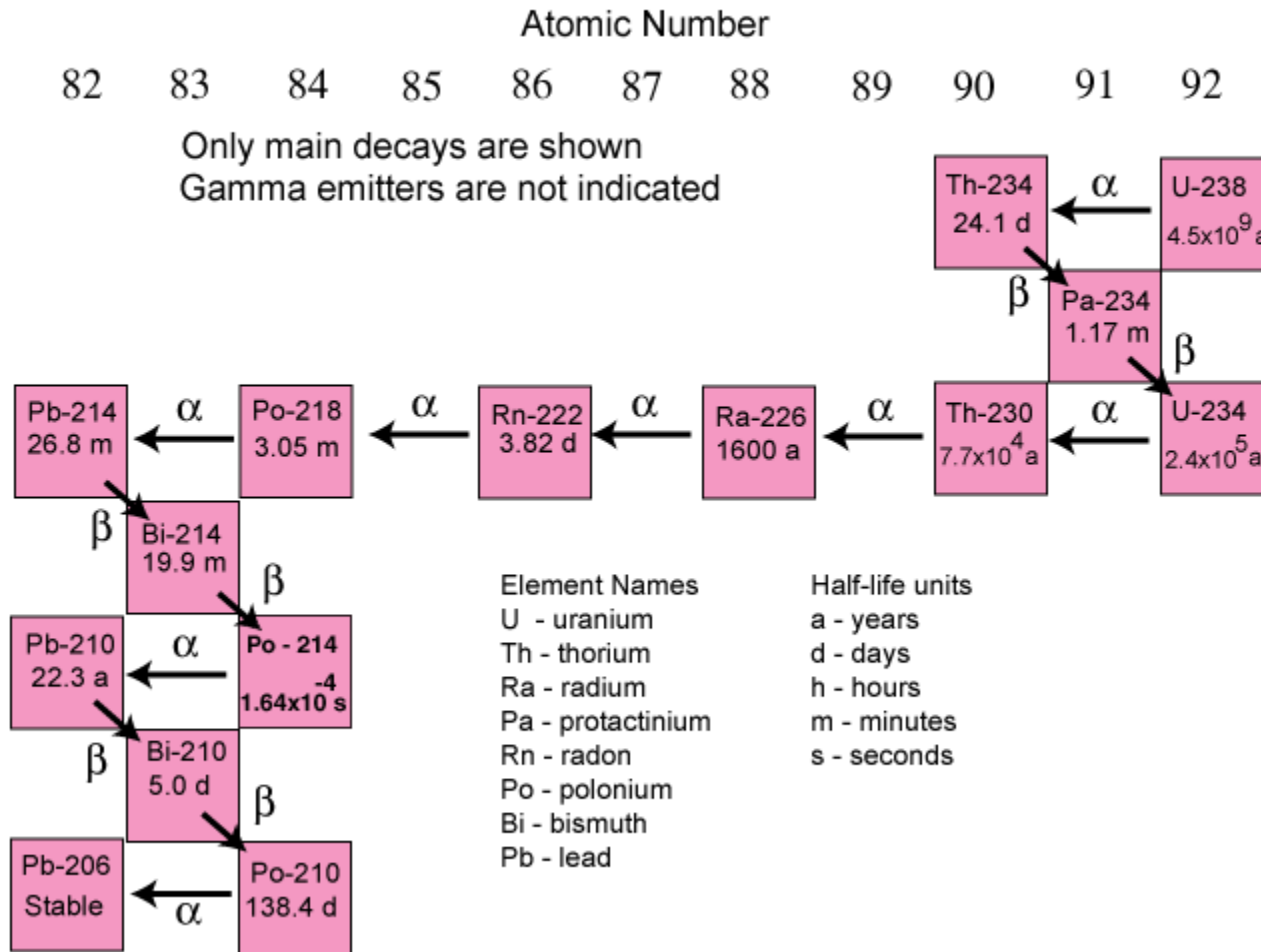 Atomic Number
82 83 84 85 86 87 88 89 90 91 92
Only main decays are shown
Gamma emitters are not indicated
Th-234
24.1 d
α
U-238
4.5x10⁹ a
β
Pa-234
1.17 m
β
Pb-214
26.8 m
α
Po-218
3.05 m
α
Rn-222
3.82 d
α
Ra-226
1600 a
α
Th-230
7.7x10⁴a
α
U-234
2.4x10⁵a
β
Bi-214
19.9 m
β
Pb-210
22.3 a
α
Po - 214
1.64x10⁻⁴ s
β
Bi-210
5.0 d
β
Pb-206
Stable
α
Po-210
138.4 d
Element Names
U - uranium
Th - thorium
Ra - radium
Pa - protactinium
Rn - radon
Po - polonium
Bi - bismuth
Pb - lead
Half-life units
a - years
d - days
h - hours
m - minutes
s - seconds